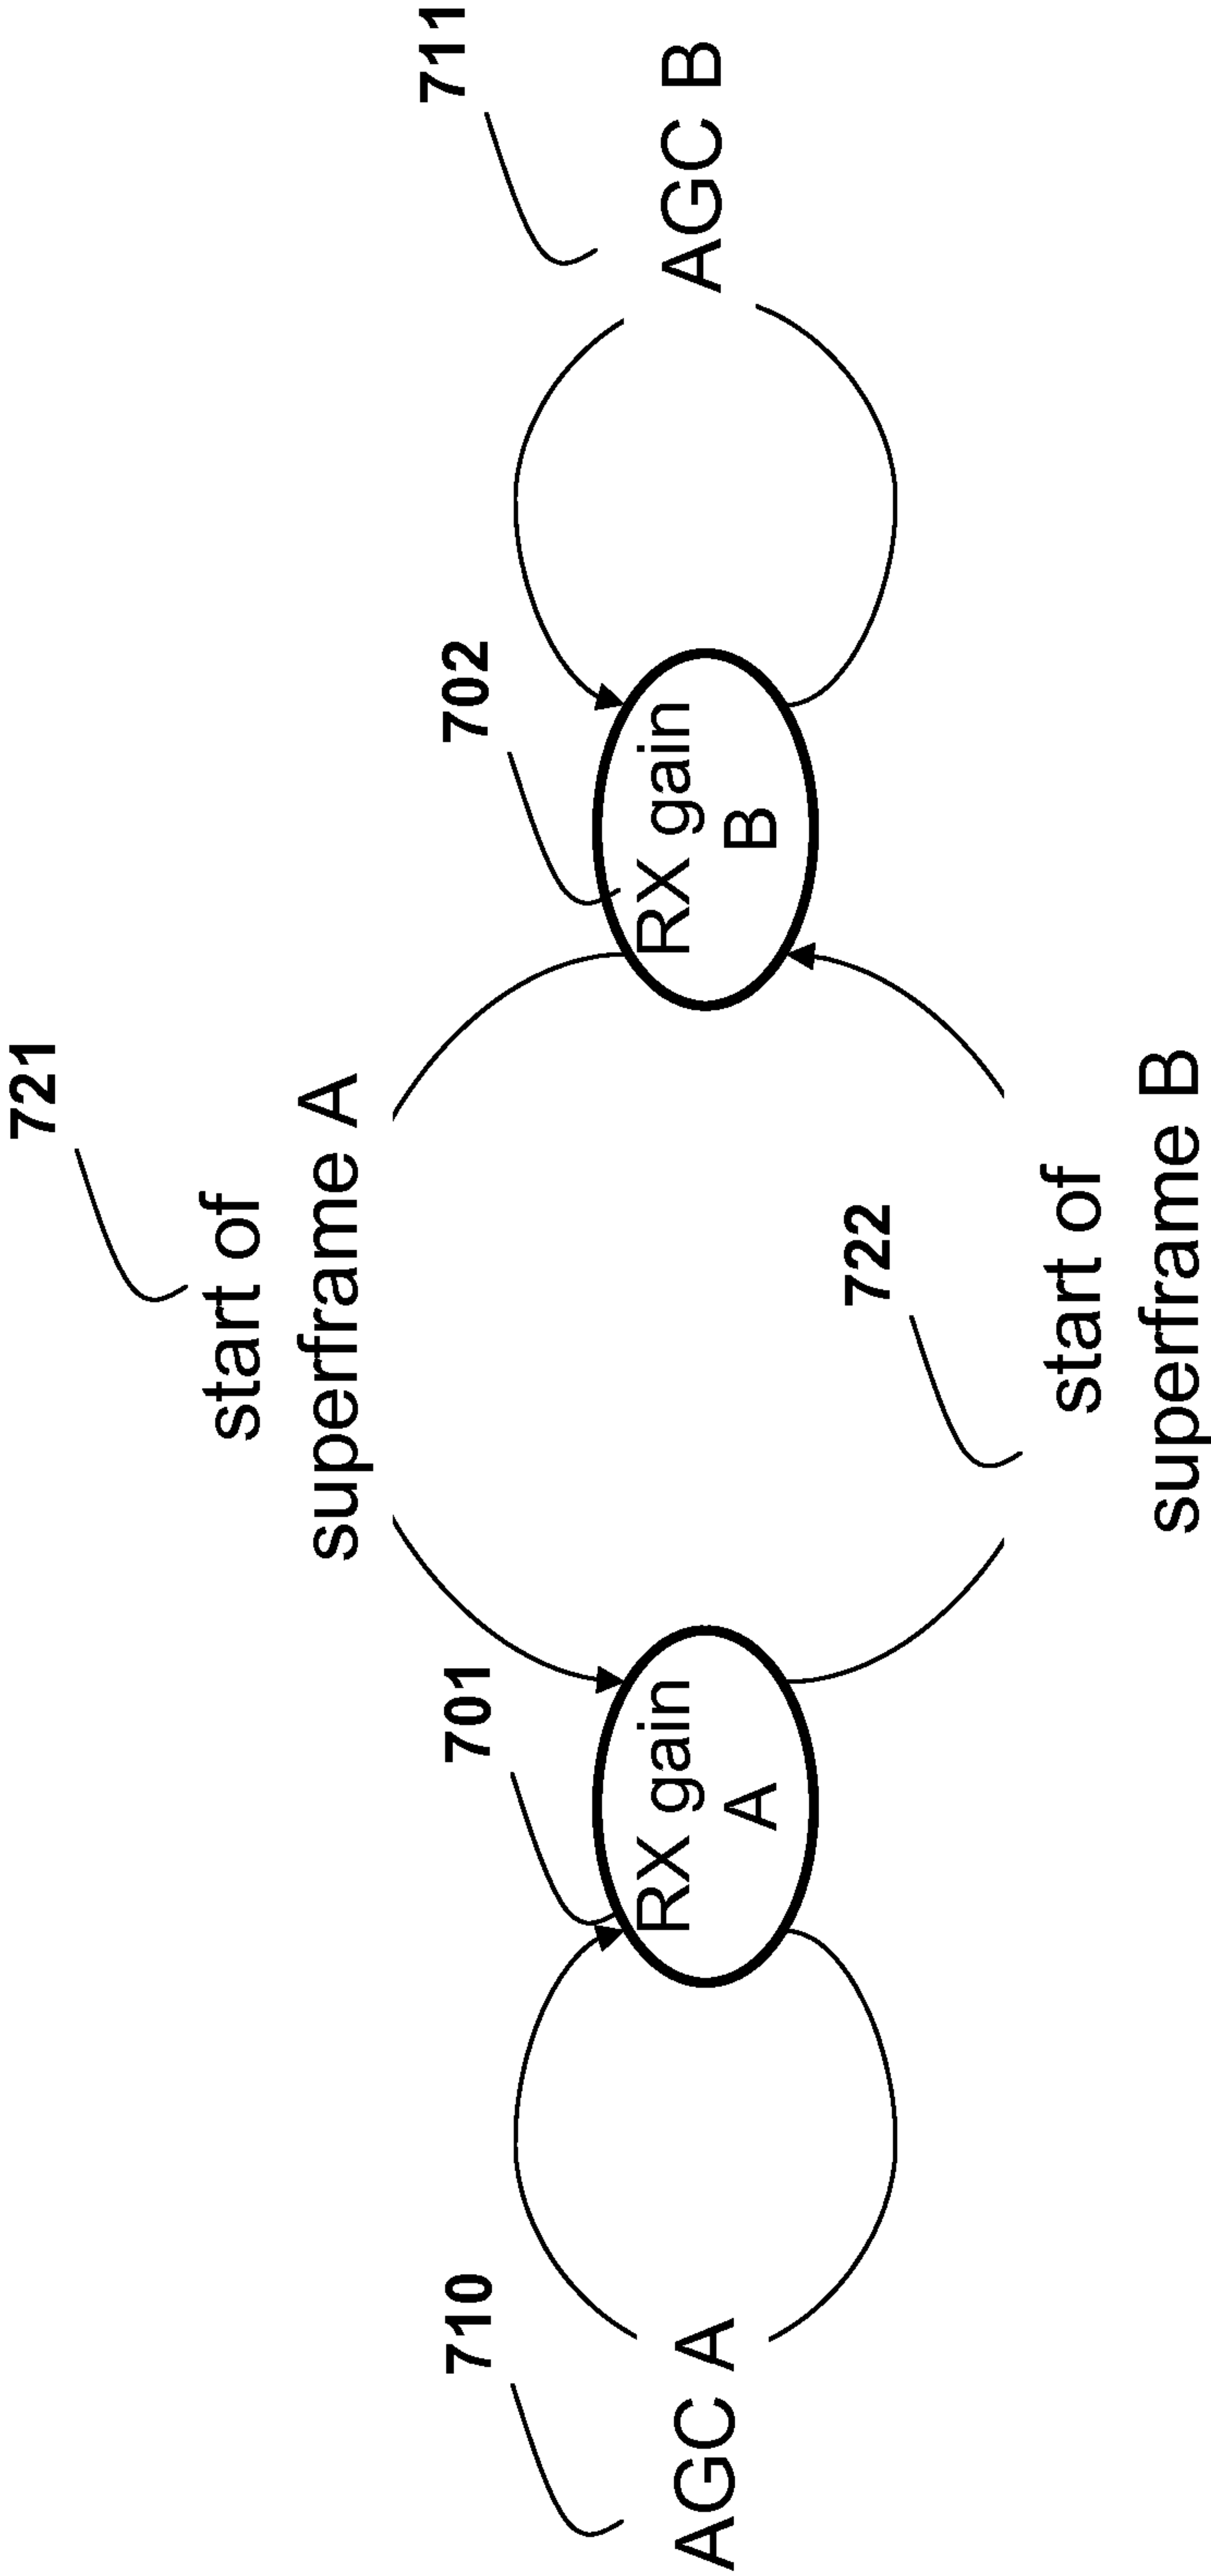 721
start of
superframe A
710
701
702
711
AGC A
RX gain
A
RX gain
B
AGC B
722
start of
superframe B